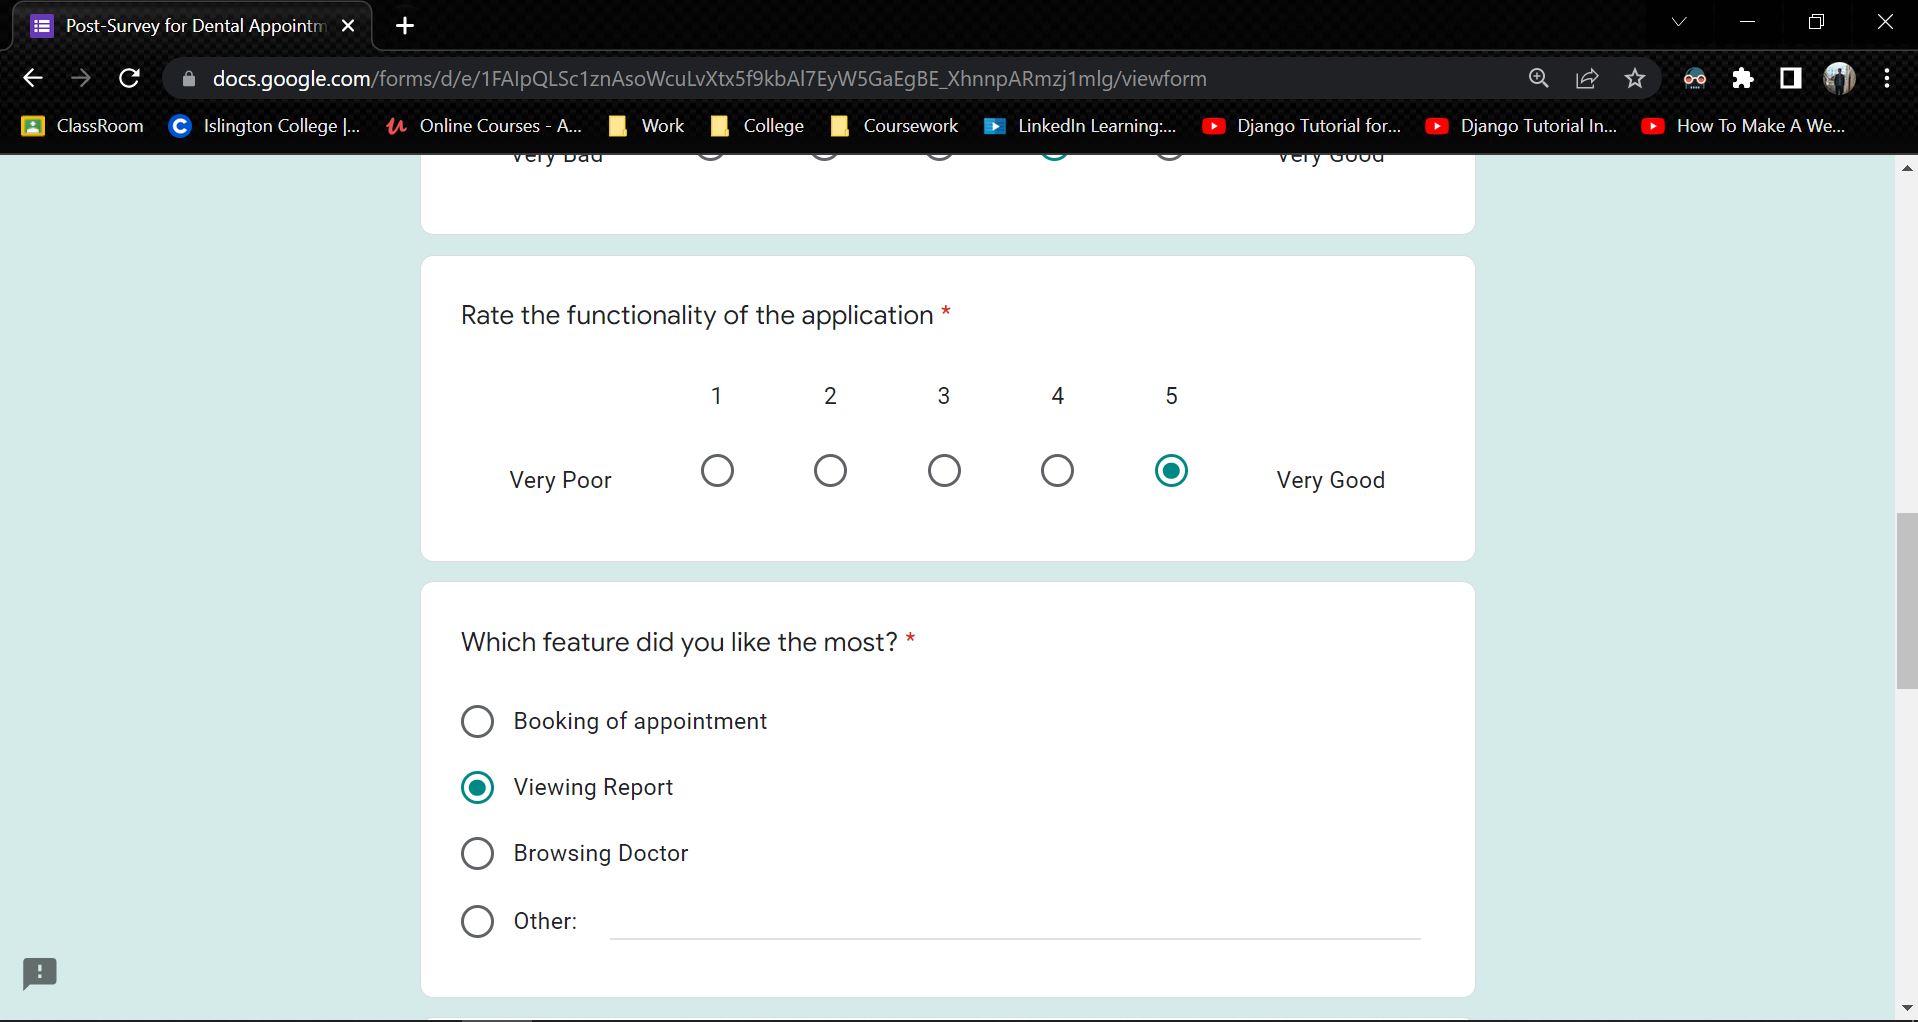 Post-Survey for Dental Appointm
docs.google.com/forms/d/e/1FAIpQLSc1znAsoWcuLvXtx5f9kbAl7EyW5GaEgBE_XhnnpARmzj1mlg/viewform
ClassRoom Islington College |... Online Courses - A... Work College Coursework LinkedIn Learning:... Django Tutorial for... Django Tutorial In... How To Make A We...
Very Bad Very Good
Rate the functionality of the application *
1 2 3 4 5
Very Poor Very Good
Which feature did you like the most? *
Booking of appointment
Viewing Report
Browsing Doctor
Other: